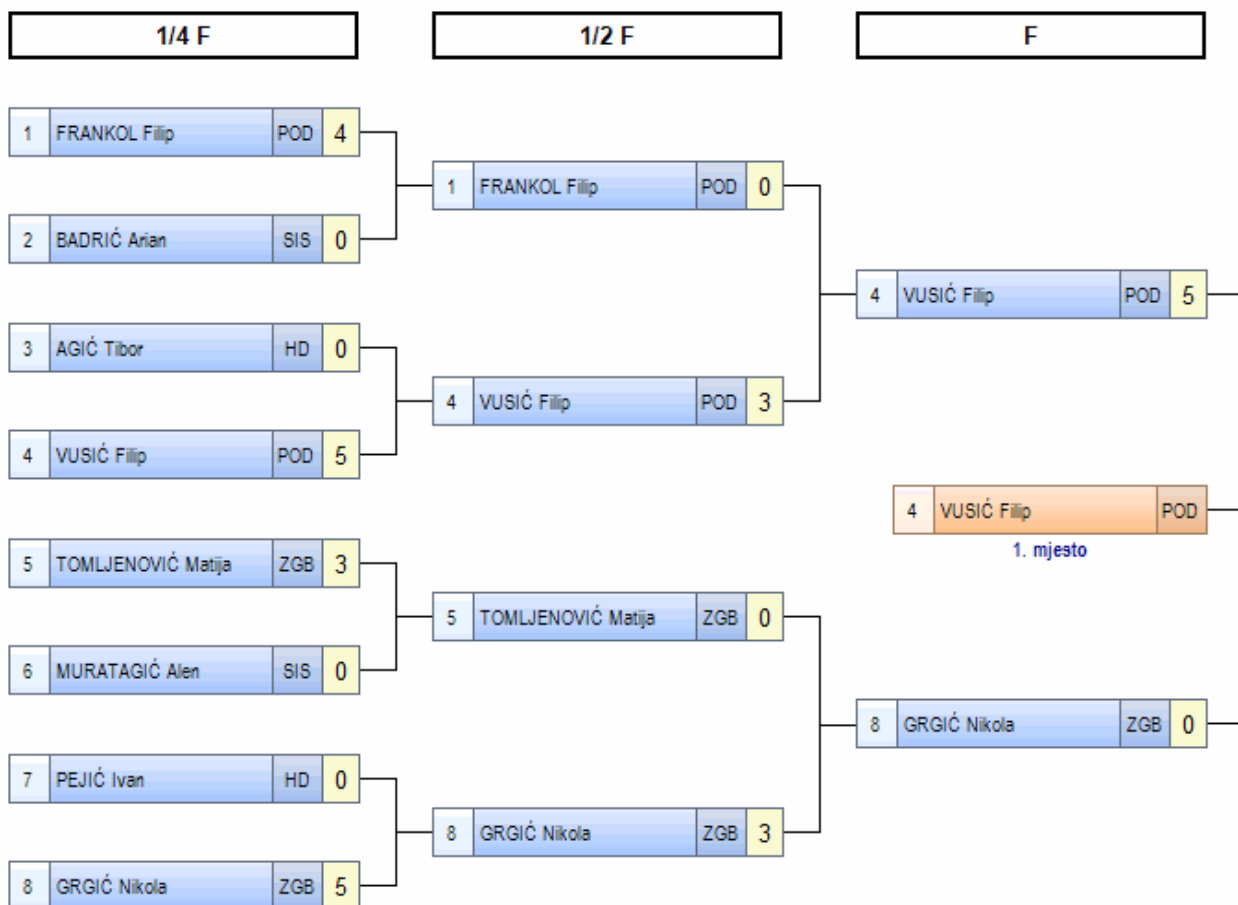 1/4 F 1/2 F F
1 FRANKOL Filip POD 4
1 FRANKOL Filip POD 0
2 BADRIĆ Arian SIS 0
4 VUSIĆ Filip POD 5
3 AGIĆ Tibor HD 0
4 VUSIĆ Filip POD 3
4 VUSIĆ Filip POD 5
4 VUSIĆ Filip POD
1. mjesto
5 TOMLJENOVIĆ Matija ZGB 3
5 TOMLJENOVIĆ Matija ZGB 0
6 MURATAGIĆ Alen SIS 0
8 GRGIĆ Nikola ZGB 0
7 PEJIĆ Ivan HD 0
8 GRGIĆ Nikola ZGB 3
8 GRGIĆ Nikola ZGB 5